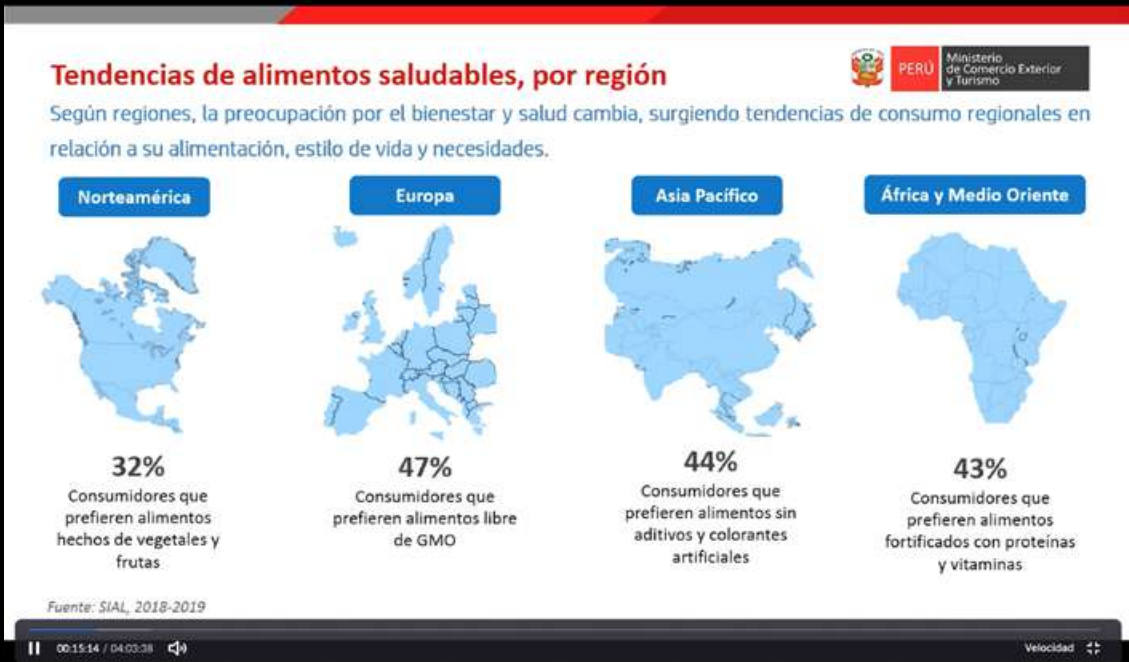 Tendencias de alimentos saludables, por región
PERÚ
Ministerio
de Comercio Exterior
y Turismo
Según regiones, la preocupación por el bienestar y salud cambia, surgiendo tendencias de consumo regionales en
relación a su alimentación, estilo de vida y necesidades.
Norteamérica
32%
Consumidores que
prefieren alimentos
hechos de vegetales y
frutas
Europa
47%
Consumidores que
prefieren alimentos libre
de GMO
Asia Pacífico
44%
Consumidores que
prefieren alimentos sin
aditivos y colorantes
artificiales
África y Medio Oriente
43%
Consumidores que
prefieren alimentos
fortificados con proteínas
y vitaminas
Fuente: SIAL, 2018-2019
00:15:14 / 04:03:38
Velocidad